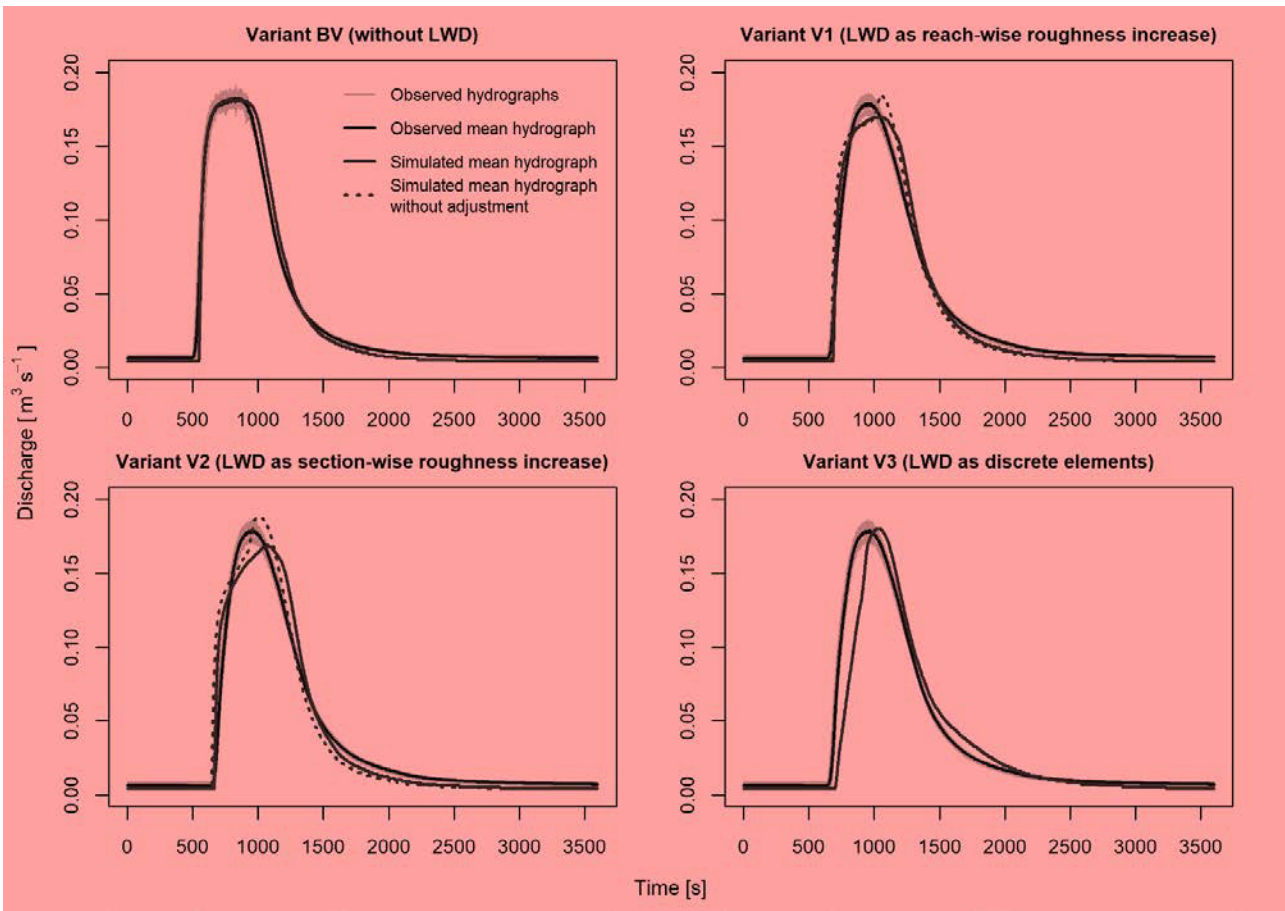 Variant BV (without LWD)
Variant V1 (LWD as reach-wise roughness increase)
0.20
0.15
0.10
0.05
0.00
Observed hydrographs
Observed mean hydrograph
Simulated mean hydrograph
Simulated mean hydrograph
without adjustment
0.20
0.15
0.10
0.05
0.00
0 500 1000 1500 2000 2500 3000 3500
0 500 1000 1500 2000 2500 3000 3500
Discharge [ m³ s⁻¹ ]
Variant V2 (LWD as section-wise roughness increase)
Variant V3 (LWD as discrete elements)
0.20
0.15
0.10
0.05
0.00
0.20
0.15
0.10
0.05
0.00
0 500 1000 1500 2000 2500 3000 3500
0 500 1000 1500 2000 2500 3000 3500
Time [s]